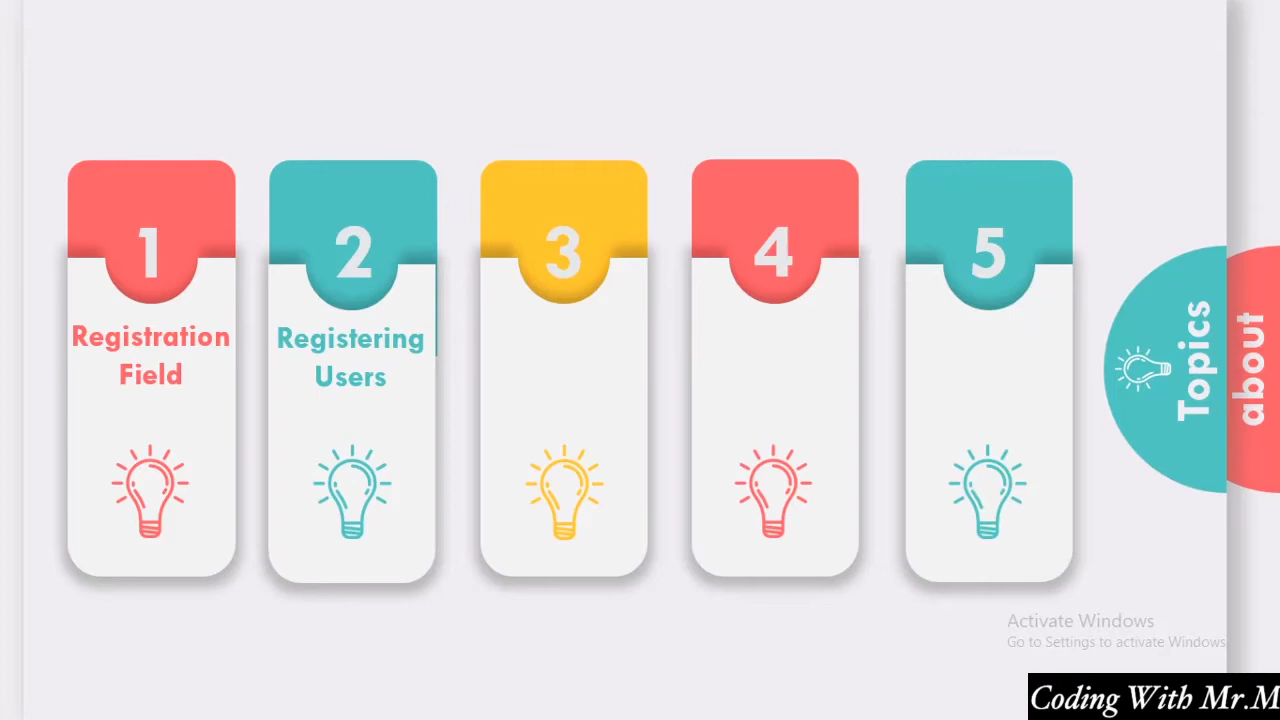 1
2
3
4
5
Registration
Field
Registering
Users
Topics
about
Activate Windows
Go to Settings to activate Windows
Coding With Mr.M